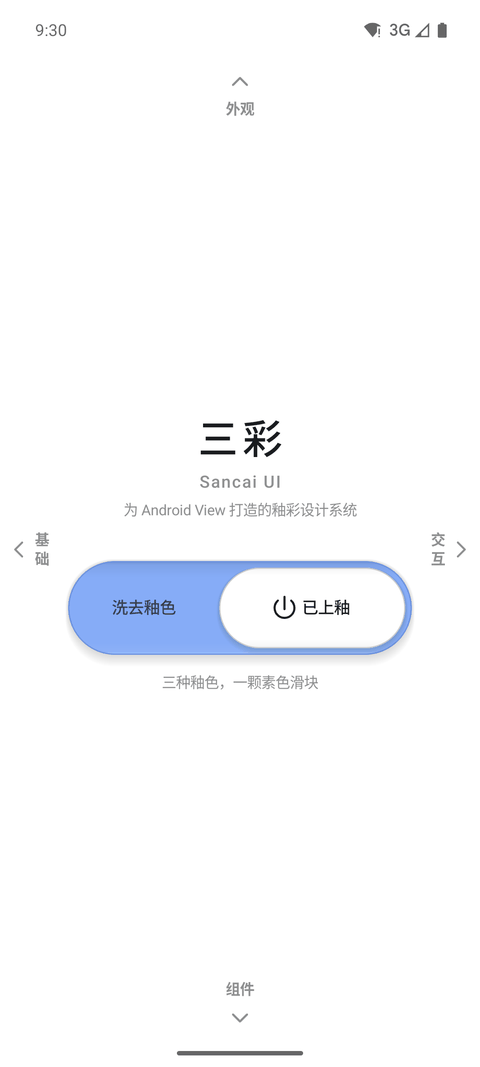 9:30
3G
外观
三彩
Sancai UI
为 Android View 打造的釉彩设计系统
基
础
交
互
洗去釉色
已上釉
三种釉色，一颗素色滑块
组件